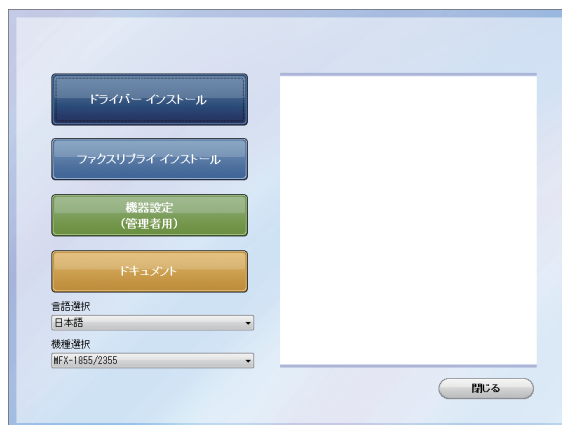 ドライバー インストール
ファクスリプライ インストール
機器設定
(管理者用)
ドキュメント
言語選択
日本語
機種選択
MFX-1855/2355
閉じる